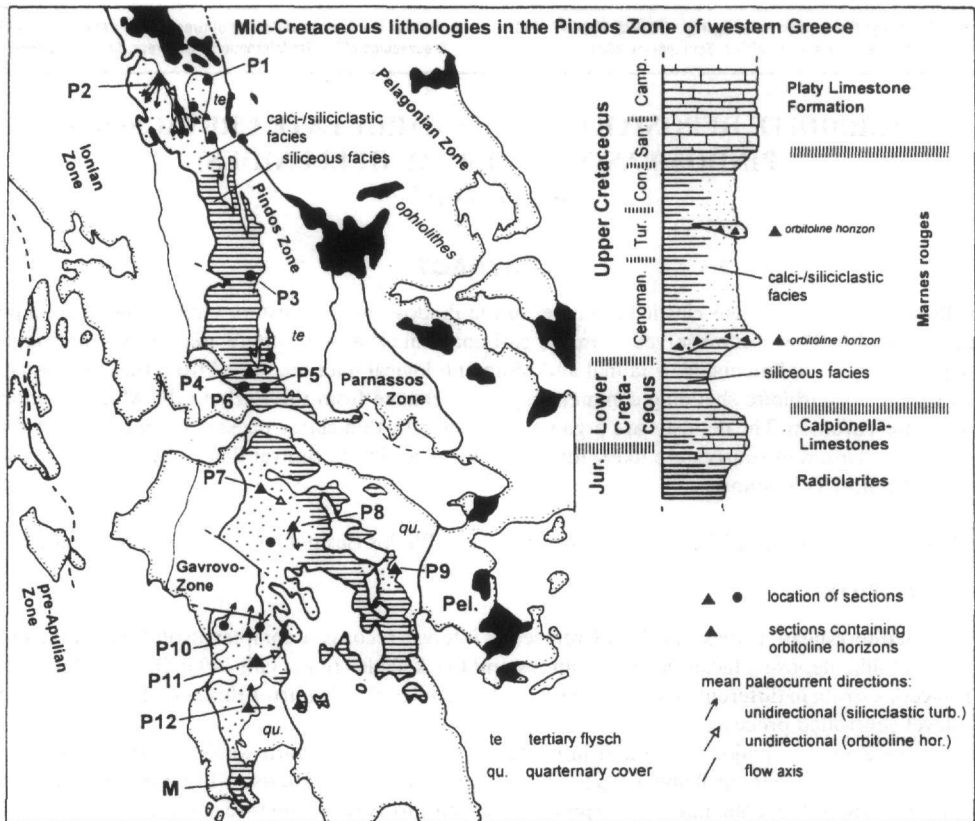 Mid-Cretaceous lithologies in the Pindos Zone of western Greece
P1
P2
te
calci-/siliciclastic
facies
siliceous facies
Ionian
Zone
Pindos Zone
Pelagonian Zone
ophiolithes
P3
te
P4
P5
P6
Parnassos
Zone
P7
P8
qu.
P9
Gavrovo-
Zone
Pel.
pre-Apulian
Zone
P10
P11
P12
qu.
M
te tertiary flysch
qu. quarternary cover
Upper Cretaceous
Lower
Creta-
ceous
Jur.
Camp.
San.
Con.
Tur.
Cenoman.
Platy Limestone
Formation
orbitoline horizon
calci-/siliciclastic
facies
orbitoline horizon
siliceous facies
Marnes rouges
Calpionella-
Limestones
Radiolarites
location of sections
sections containing
orbitoline horizons
mean paleocurrent directions:
unidirectional (siliciclastic turb.)
unidirectional (orbitoline hor.)
flow axis